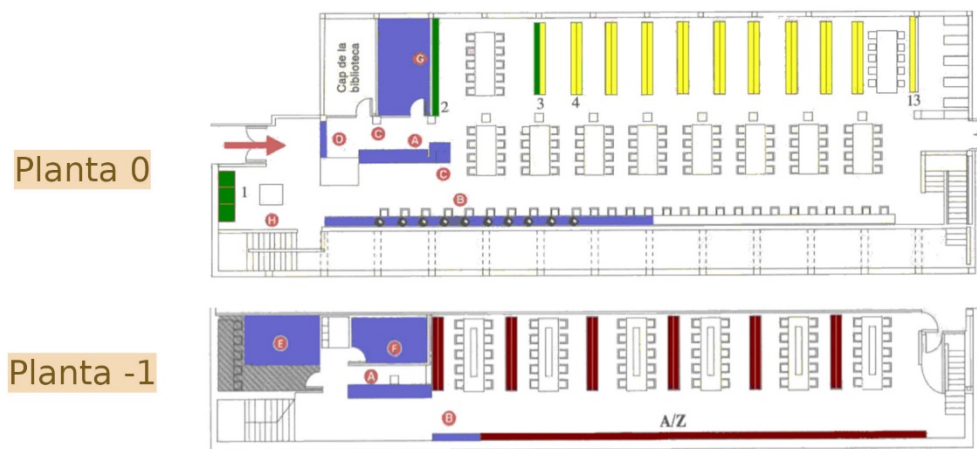 Planta 0
Cap de la
biblioteca
G
D
C
A
C
B
H
1
2
3
4
13
Planta -1
E
F
A
B
A/Z